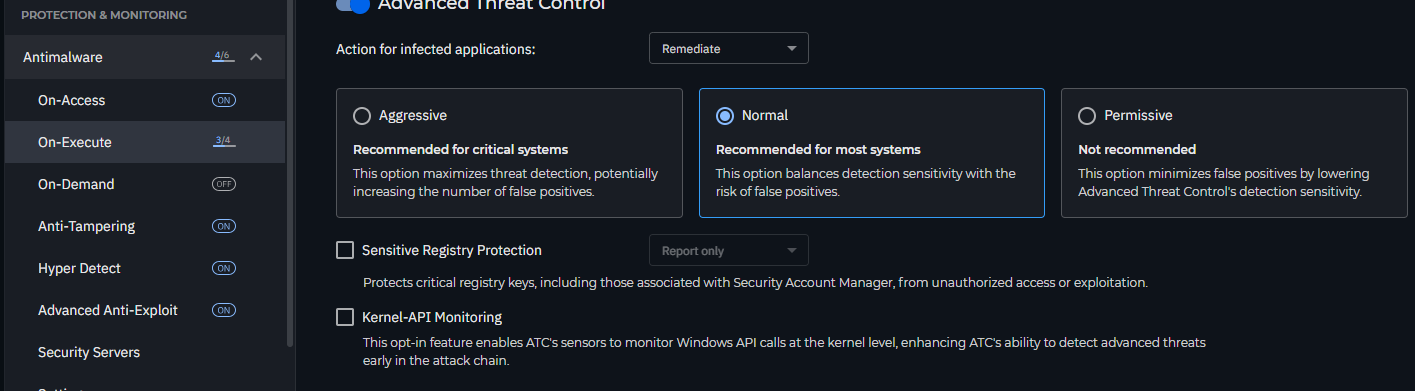 PROTECTION & MONITORING
Antimalware 4/6
On-Access ON
On-Execute 3/4
On-Demand OFF
Anti-Tampering ON
Hyper Detect ON
Advanced Anti-Exploit ON
Security Servers
Advanced Threat Control
Action for infected applications: Remediate
Aggressive
Recommended for critical systems
This option maximizes threat detection, potentially
increasing the number of false positives.
Normal
Recommended for most systems
This option balances detection sensitivity with the
risk of false positives.
Permissive
Not recommended
This option minimizes false positives by lowering
Advanced Threat Control's detection sensitivity.
Sensitive Registry Protection Report only
Protects critical registry keys, including those associated with Security Account Manager, from unauthorized access or exploitation.
Kernel-API Monitoring
This opt-in feature enables ATC's sensors to monitor Windows API calls at the kernel level, enhancing ATC's ability to detect advanced threats
early in the attack chain.